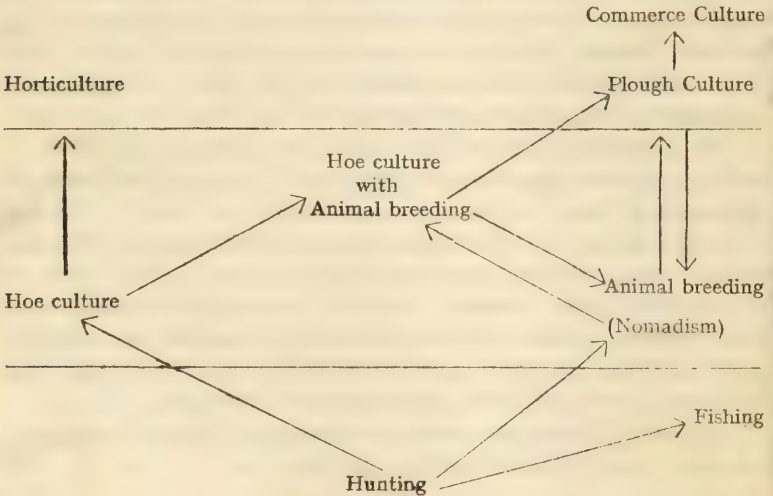 Commerce Culture
Horticulture
Plough Culture
Hoe culture
with
Animal breeding
Hoe culture
Animal breeding
(Nomadism)
Fishing
Hunting